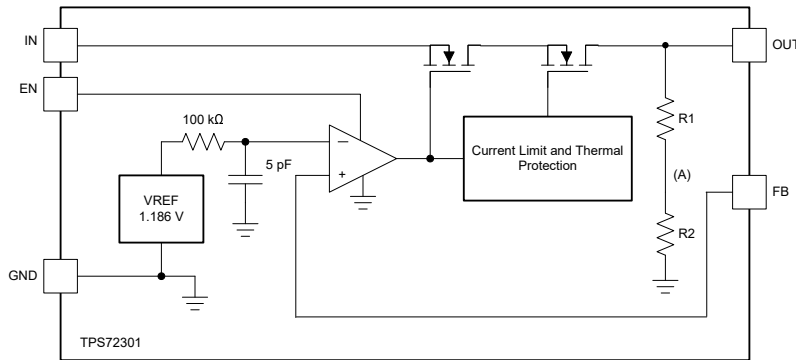 IN
OUT
EN
100 kΩ
R1
5 pF
−
+
Current Limit and Thermal
Protection
(A)
FB
VREF
1.186 V
R2
GND
TPS72301